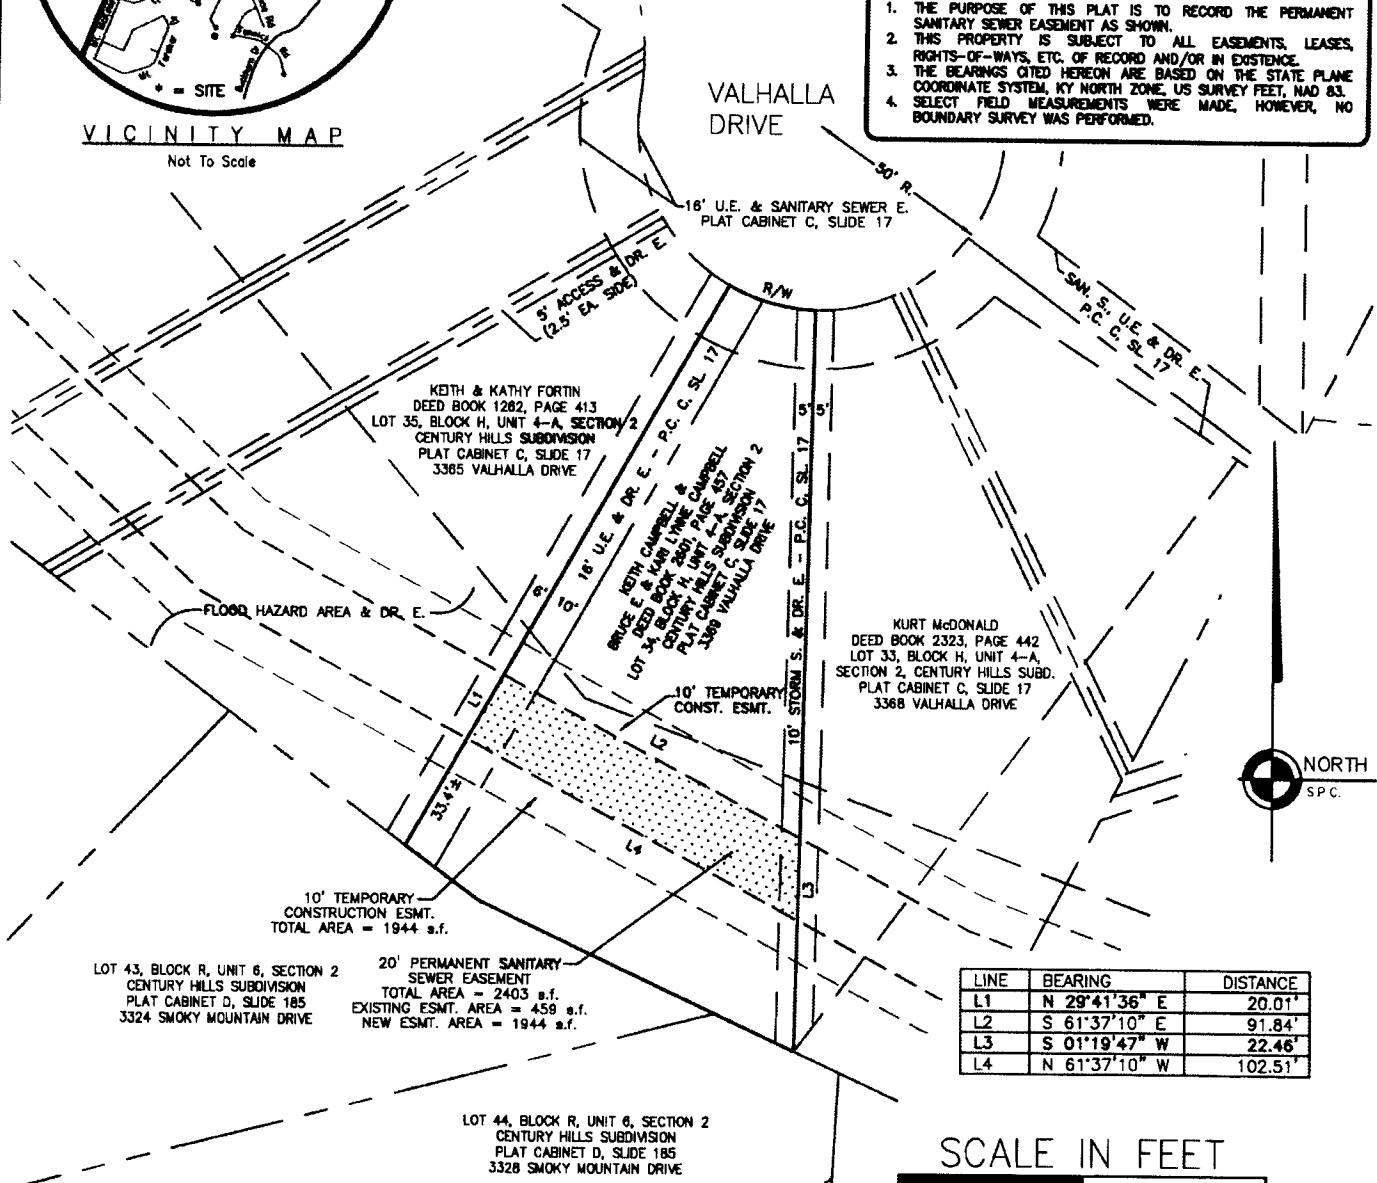 = SITE
VICINITY MAP
Not To Scale
1. THE PURPOSE OF THIS PLAT IS TO RECORD THE PERMANENT
SANITARY SEWER EASEMENT AS SHOWN.
2. THIS PROPERTY IS SUBJECT TO ALL EASEMENTS, LEASES,
RIGHTS-OF-WAYS, ETC. OF RECORD AND/OR IN EXISTENCE.
3. THE BEARINGS CITED HEREON ARE BASED ON THE STATE PLANE
COORDINATE SYSTEM, KY NORTH ZONE, US SURVEY FEET, NAD 83.
4. SELECT FIELD MEASUREMENTS WERE MADE, HOWEVER, NO
BOUNDARY SURVEY WAS PERFORMED.
VALHALLA
DRIVE
50' R.
16' U.E. & SANITARY SEWER E.
PLAT CABINET C, SLIDE 17
R/W
5' ACCESS & DR. E.
(2.5' EA. SIDE)
SAN. S., U.E. & DR. E.
P.C. C, SL 17
KEITH & KATHY FORTIN
DEED BOOK 1262, PAGE 413
LOT 35, BLOCK H, UNIT 4-A, SECTION 2
CENTURY HILLS SUBDIVISION
PLAT CABINET C, SLIDE 17
3365 VALHALLA DRIVE
16' U.E. & DR. E. - P.C. C, SL 17
6'
10'
KEITH CAMPBELL &
BRUCE E. & KARI LYNNE CAMPBELL
DEED BOOK 2601, PAGE 457
LOT 34, BLOCK H, UNIT 4-A, SECTION 2
CENTURY HILLS SUBDIVISION
PLAT CABINET C, SLIDE 17
3369 VALHALLA DRIVE
5' 5'
10' STORM S. & DR. E. - P.C. C, SL 17
KURT McDONALD
DEED BOOK 2323, PAGE 442
LOT 33, BLOCK H, UNIT 4-A,
SECTION 2, CENTURY HILLS SUBD.
PLAT CABINET C, SLIDE 17
3368 VALHALLA DRIVE
FLOOD HAZARD AREA & DR. E.
10' TEMPORARY
CONST. ESMT.
L1
L2
L3
L4
33.4'±
NORTH
S.P.C.
10' TEMPORARY
CONSTRUCTION ESMT.
TOTAL AREA = 1944 s.f.
20' PERMANENT SANITARY
SEWER EASEMENT
TOTAL AREA = 2403 s.f.
EXISTING ESMT. AREA = 459 s.f.
NEW ESMT. AREA = 1944 s.f.
LOT 43, BLOCK R, UNIT 6, SECTION 2
CENTURY HILLS SUBDIVISION
PLAT CABINET D, SLIDE 185
3324 SMOKY MOUNTAIN DRIVE
LINE BEARING DISTANCE
L1 N 29°41'36" E 20.01'
L2 S 61°37'10" E 91.84'
L3 S 01°19'47" W 22.46'
L4 N 61°37'10" W 102.51'
LOT 44, BLOCK R, UNIT 6, SECTION 2
CENTURY HILLS SUBDIVISION
PLAT CABINET D, SLIDE 185
3328 SMOKY MOUNTAIN DRIVE
SCALE IN FEET